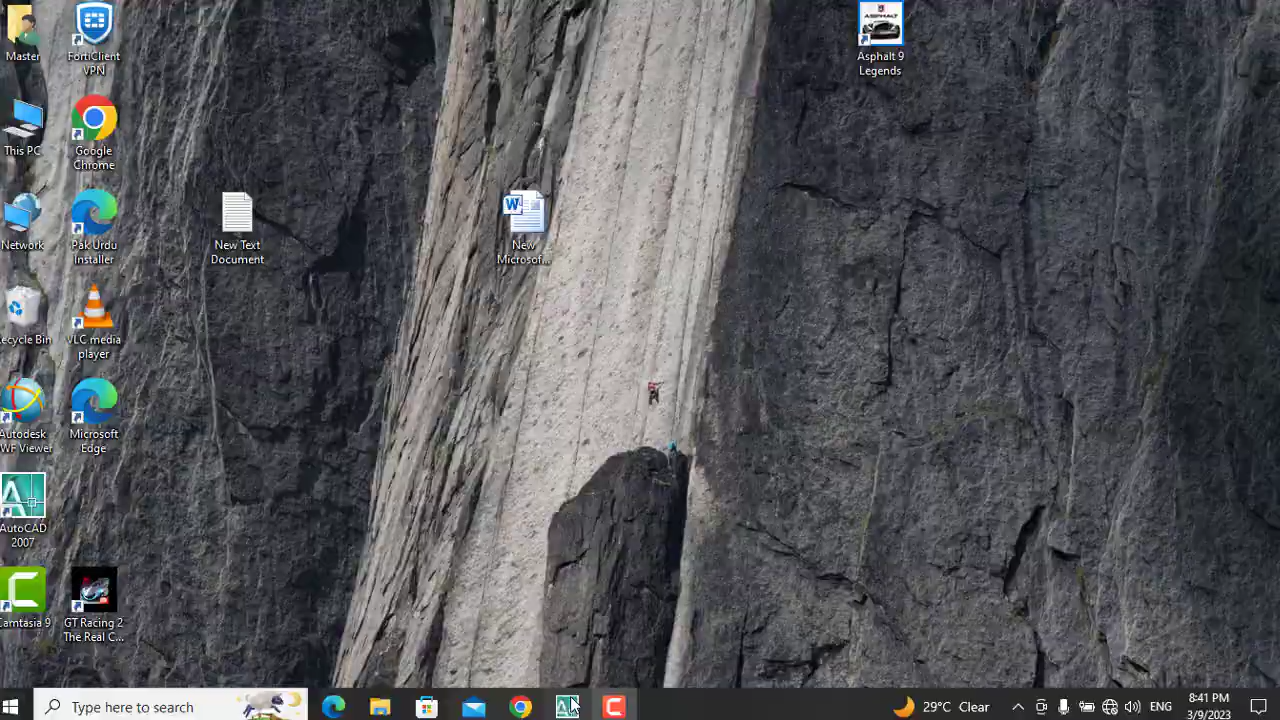 Master
FortiClient
VPN
ASPHALT
Asphalt 9
Legends
This PC
Google
Chrome
Network
Pak Urdu
Installer
New Text
Document
New
Microsof...
ecycle Bin
VLC media
player
Autodesk
WF Viewer
Microsoft
Edge
AutoCAD
2007
Camtasia 9
GT Racing 2
The Real C...
Type here to search
29°C Clear
ENG
8:41 PM
3/9/2023